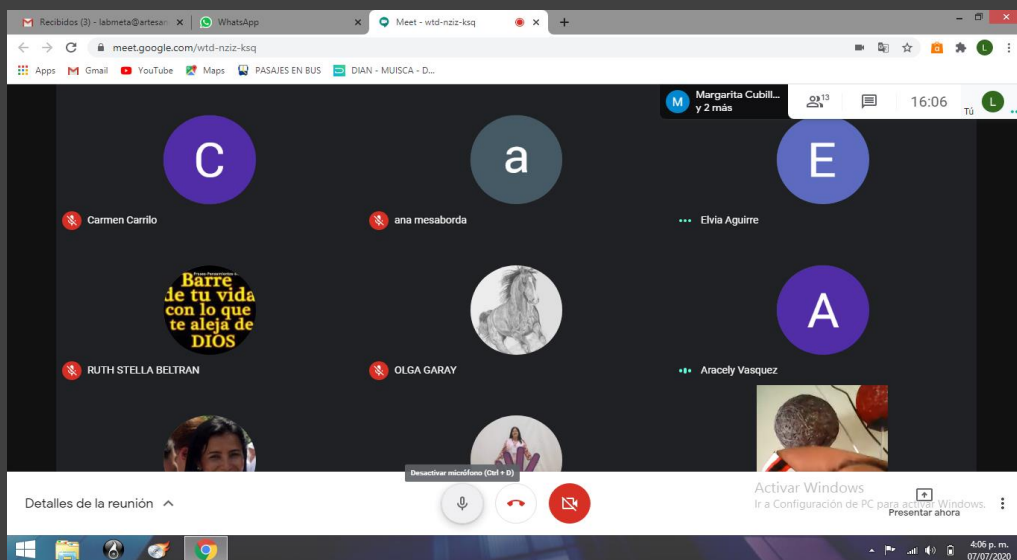 Recibidos (3) - labmeta@artesan
WhatsApp
Meet - wtd-nziz-ksq
meet.google.com/wtd-nziz-ksq
L
Apps
Gmail
YouTube
Maps
PASAJES EN BUS
DIAN - MUISCA - D...
M
Margarita Cubill...
y 2 más
13
16:06
Tú
L
C
a
E
Carmen Carrilo
ana mesaborda
Elvia Aguirre
Barre
de tu vida
con lo que
te aleja de
DIOS
A
RUTH STELLA BELTRAN
OLGA GARAY
Aracely Vasquez
Desactivar micrófono (Ctrl + D)
Detalles de la reunión
Activar Windows
Ir a Configuración de PC para activar Windows.
Presentar ahora
4:06 p. m.
07/07/2020